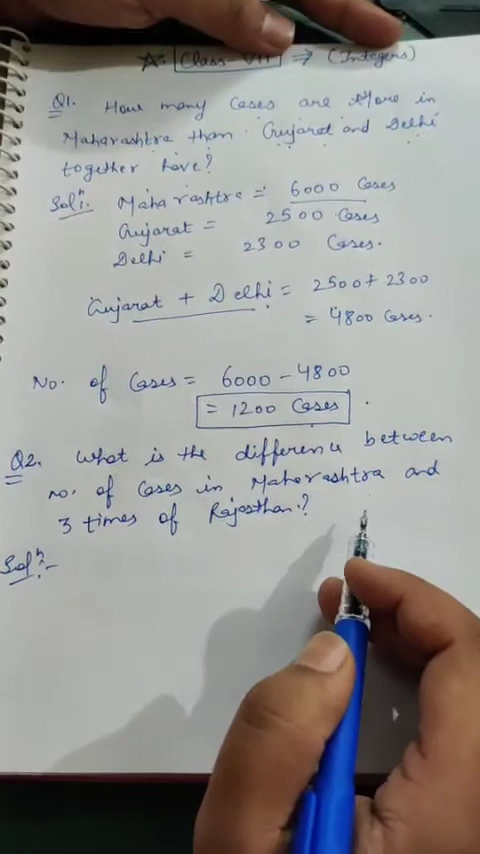 ☆. Class-VII ⇒ (Integers)
Q1. How many Cases are More in
Maharashtra than Gujarat and Delhi
together have?
Solⁿ:. Maharashtra = 6000 Cases
Gujarat = 2500 Cases
Delhi = 2300 Cases.
Gujarat + Delhi = 2500 + 2300
= 4800 Cases.
No. of Cases = 6000 - 4800
= 1200 Cases.
Q2. What is the difference between
no. of Cases in Maharashtra and
3 times of Rajasthan.?
Solⁿ:-